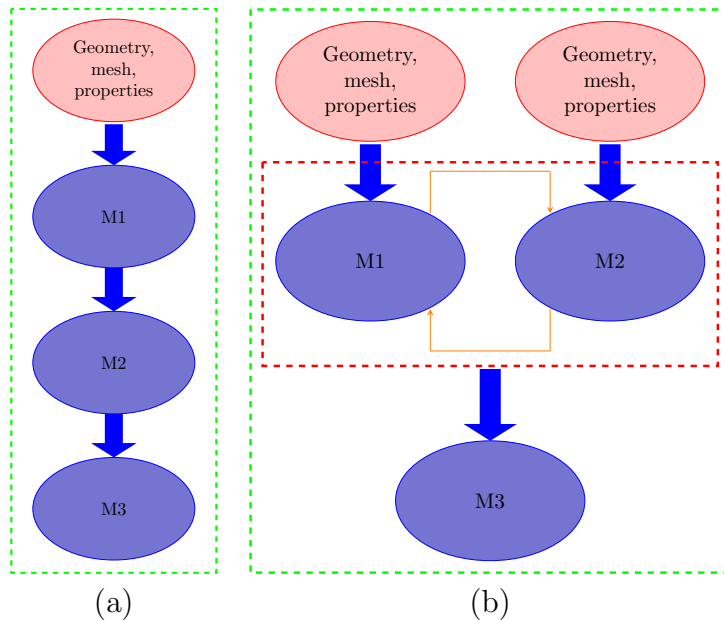 Geometry,
mesh,
properties
M1
M2
M3
(a)
Geometry,
mesh,
properties
Geometry,
mesh,
properties
M1
M2
M3
(b)